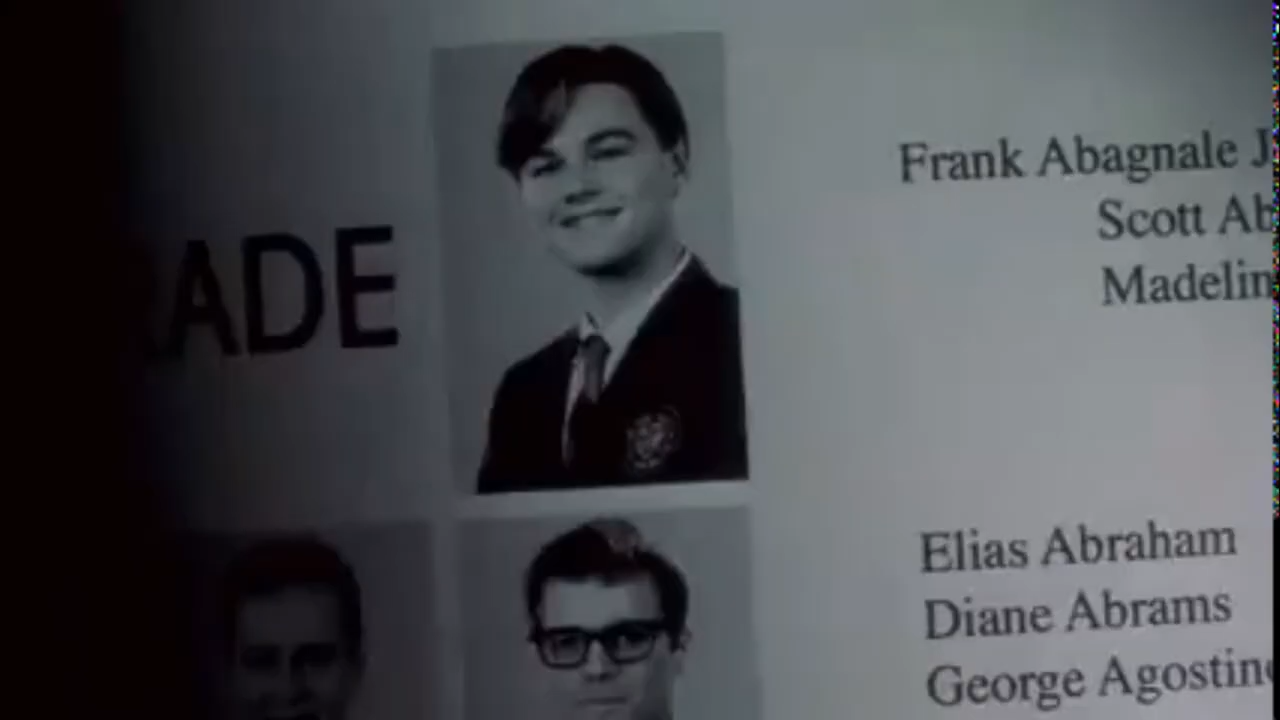 RADE
Frank Abagnale J
Scott Ab
Madelin
Elias Abraham
Diane Abrams
George Agostin